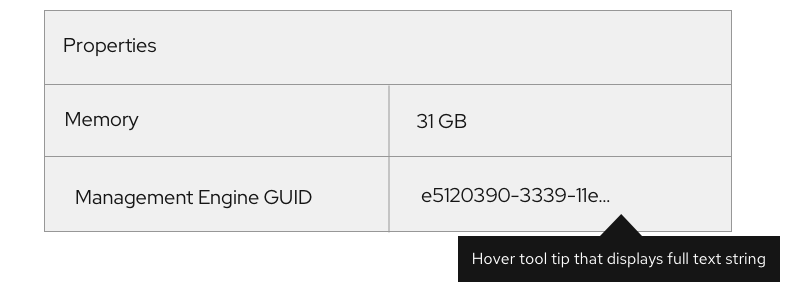 Properties
Memory
31 GB
Management Engine GUID
e5120390-3339-11e...
Hover tool tip that displays full text string